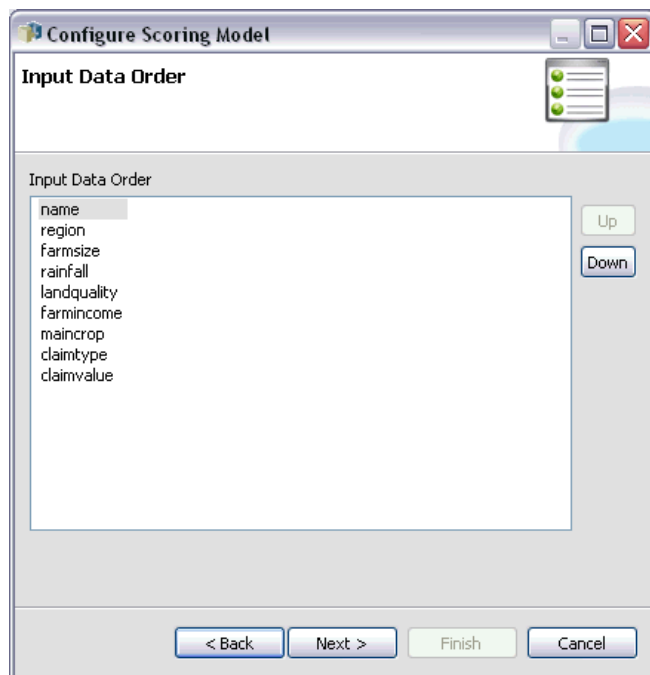 Configure Scoring Model
Input Data Order
Input Data Order
name
region
farmsize
rainfall
landquality
farmincome
maincrop
claimtype
claimvalue
Up
Down
< Back
Next >
Finish
Cancel